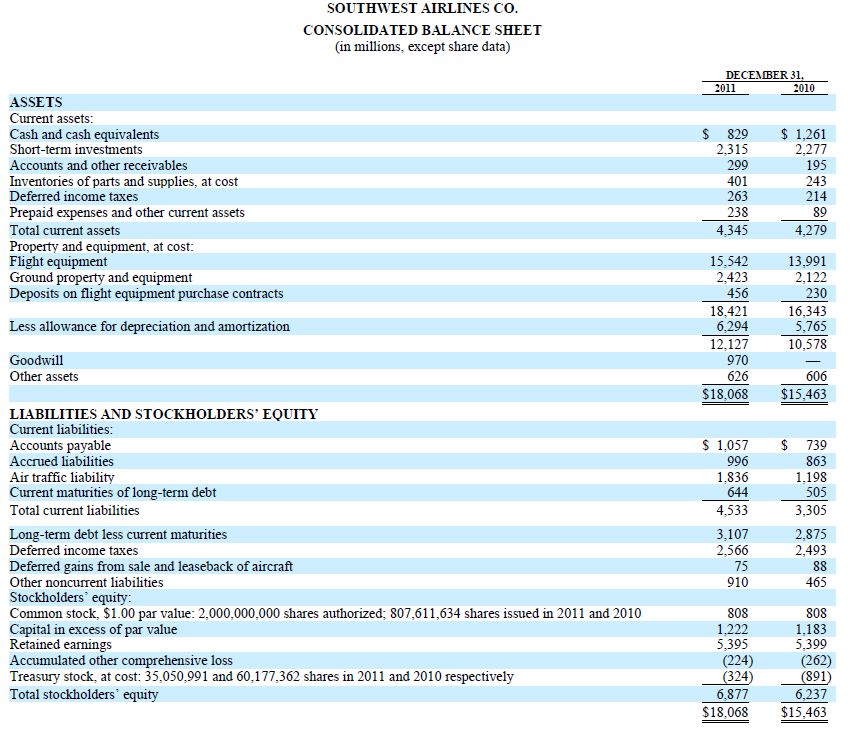 SOUTHWEST AIRLINES CO.
CONSOLIDATED BALANCE SHEET
(in millions, except share data)
DECEMBER 31,
2011 2010
ASSETS
Current assets:
Cash and cash equivalents $ 829 $ 1,261
Short-term investments 2,315 2,277
Accounts and other receivables 299 195
Inventories of parts and supplies, at cost 401 243
Deferred income taxes 263 214
Prepaid expenses and other current assets 238 89
Total current assets 4,345 4,279
Property and equipment, at cost:
Flight equipment 15,542 13,991
Ground property and equipment 2,423 2,122
Deposits on flight equipment purchase contracts 456 230
18,421 16,343
Less allowance for depreciation and amortization 6,294 5,765
12,127 10,578
Goodwill 970 —
Other assets 626 606
$18,068 $15,463
LIABILITIES AND STOCKHOLDERS’ EQUITY
Current liabilities:
Accounts payable $ 1,057 $ 739
Accrued liabilities 996 863
Air traffic liability 1,836 1,198
Current maturities of long-term debt 644 505
Total current liabilities 4,533 3,305
Long-term debt less current maturities 3,107 2,875
Deferred income taxes 2,566 2,493
Deferred gains from sale and leaseback of aircraft 75 88
Other noncurrent liabilities 910 465
Stockholders’ equity:
Common stock, $1.00 par value: 2,000,000,000 shares authorized; 807,611,634 shares issued in 2011 and 2010 808 808
Capital in excess of par value 1,222 1,183
Retained earnings 5,395 5,399
Accumulated other comprehensive loss (224) (262)
Treasury stock, at cost: 35,050,991 and 60,177,362 shares in 2011 and 2010 respectively (324) (891)
Total stockholders’ equity 6,877 6,237
$18,068 $15,463